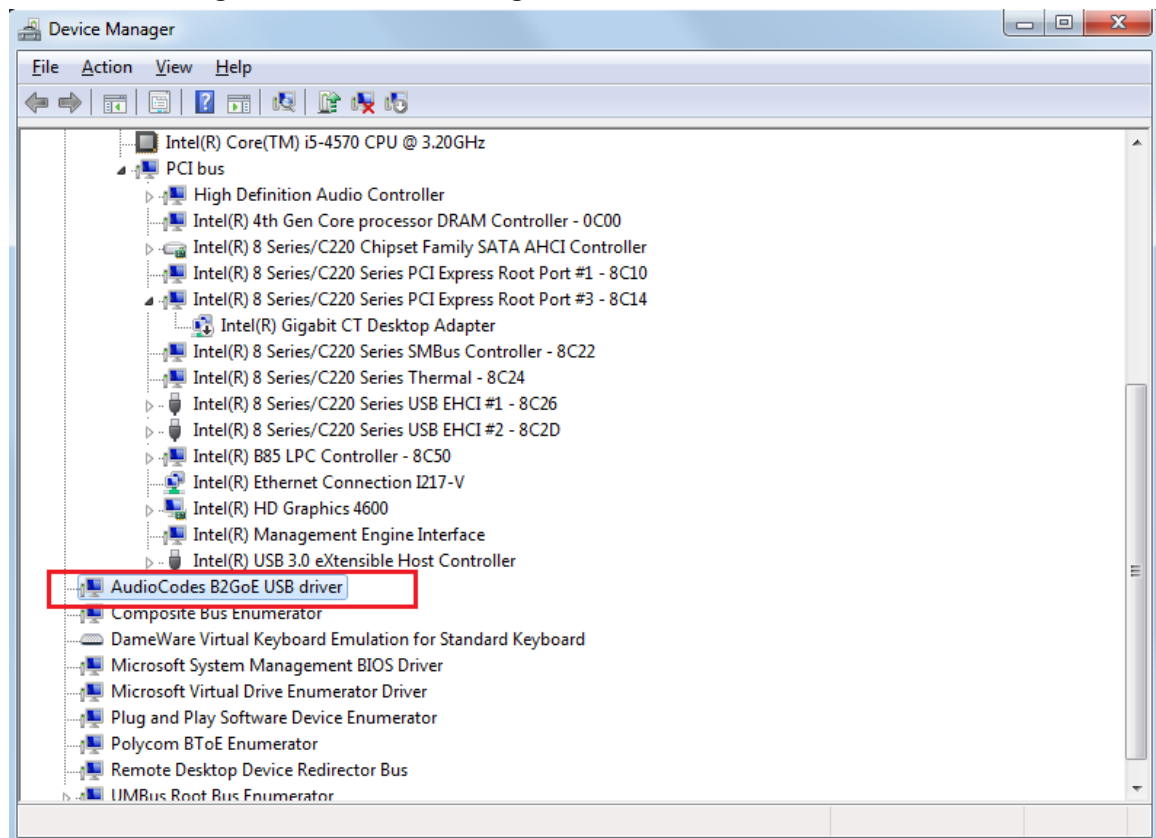 Device Manager
File Action View Help
Intel(R) Core(TM) i5-4570 CPU @ 3.20GHz
PCI bus
High Definition Audio Controller
Intel(R) 4th Gen Core processor DRAM Controller - 0C00
Intel(R) 8 Series/C220 Chipset Family SATA AHCI Controller
Intel(R) 8 Series/C220 Series PCI Express Root Port #1 - 8C10
Intel(R) 8 Series/C220 Series PCI Express Root Port #3 - 8C14
Intel(R) Gigabit CT Desktop Adapter
Intel(R) 8 Series/C220 Series SMBus Controller - 8C22
Intel(R) 8 Series/C220 Series Thermal - 8C24
Intel(R) 8 Series/C220 Series USB EHCI #1 - 8C26
Intel(R) 8 Series/C220 Series USB EHCI #2 - 8C2D
Intel(R) B85 LPC Controller - 8C50
Intel(R) Ethernet Connection I217-V
Intel(R) HD Graphics 4600
Intel(R) Management Engine Interface
Intel(R) USB 3.0 eXtensible Host Controller
AudioCodes B2GoE USB driver
Composite Bus Enumerator
DameWare Virtual Keyboard Emulation for Standard Keyboard
Microsoft System Management BIOS Driver
Microsoft Virtual Drive Enumerator Driver
Plug and Play Software Device Enumerator
Polycom BToE Enumerator
Remote Desktop Device Redirector Bus
UMBus Root Bus Enumerator